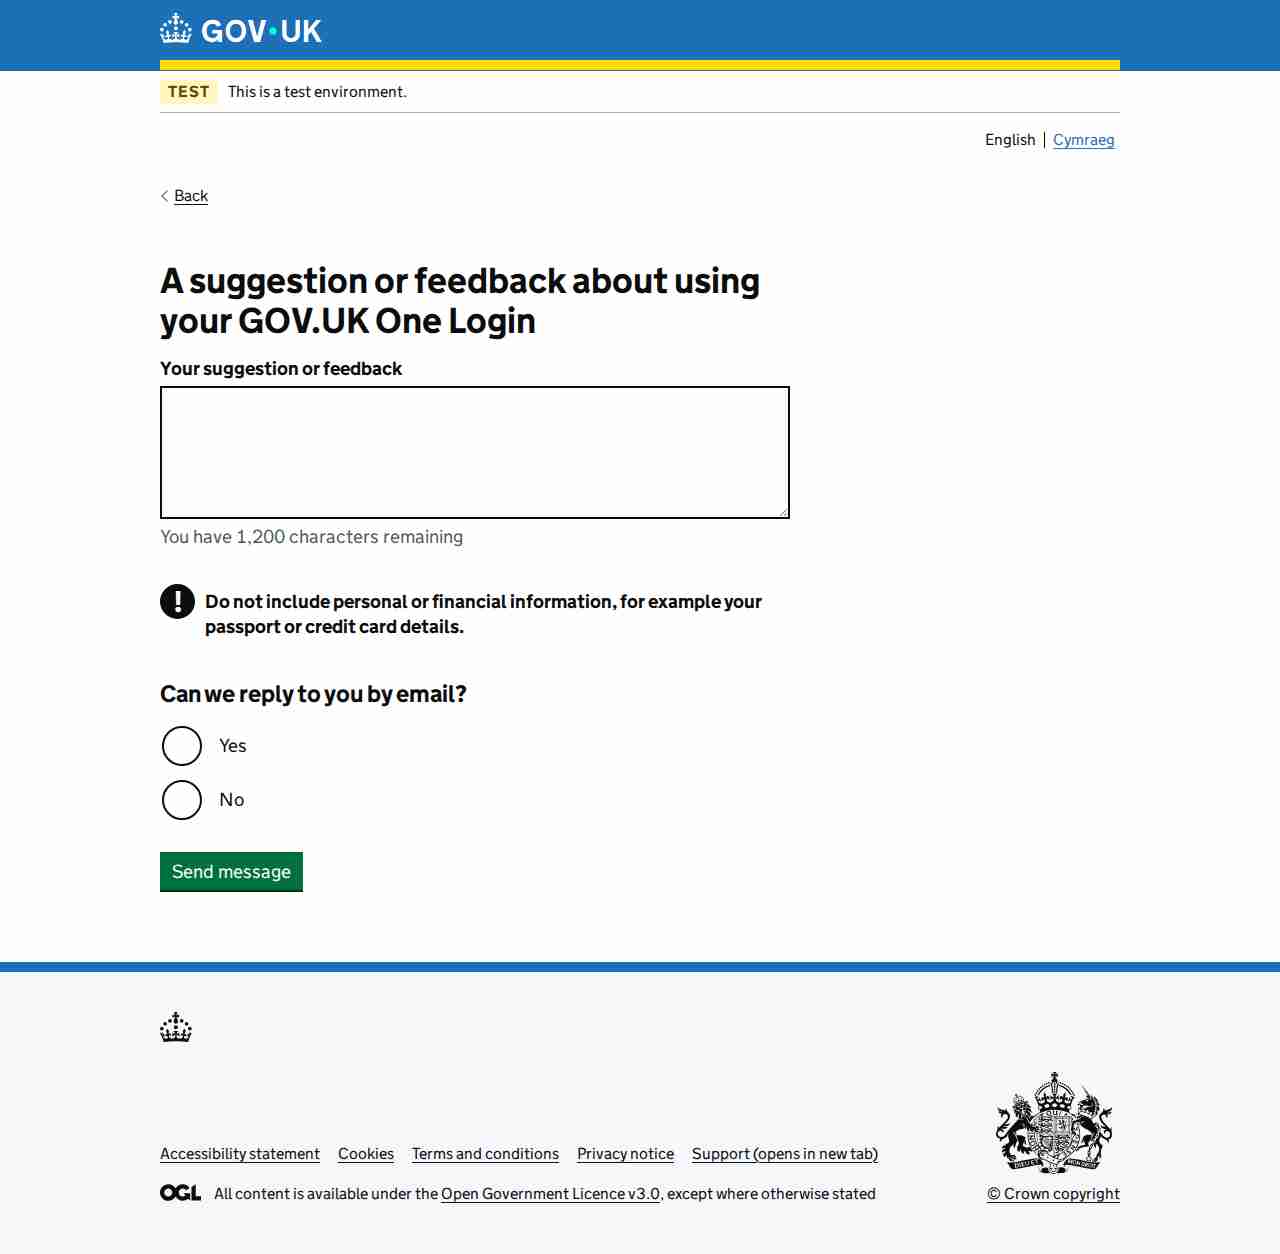 GOV·UK
TEST This is a test environment.
English Cymraeg
Back
A suggestion or feedback about using
your GOV.UK One Login
Your suggestion or feedback
You have 1,200 characters remaining
! Do not include personal or financial information, for example your
passport or credit card details.
Can we reply to you by email?
Yes
No
Send message
Accessibility statement Cookies Terms and conditions Privacy notice Support (opens in new tab)
OGL All content is available under the Open Government Licence v3.0, except where otherwise stated
© Crown copyright